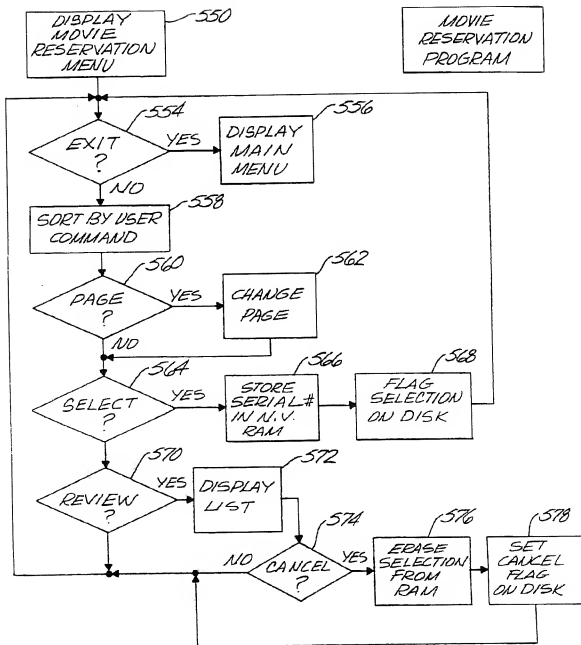 DISPLAY
MOVIE
RESERVATION
MENU
550
MOVIE
RESERVATION
PROGRAM
554
EXIT
?
YES
NO
556
DISPLAY
MAIN
MENU
558
SORT BY USER
COMMAND
560
PAGE
?
YES
NO
562
CHANGE
PAGE
564
SELECT
?
YES
566
STORE
SERIAL #
IN N.V.
RAM
568
FLAG
SELECTION
ON DISK
570
REVIEW
?
YES
572
DISPLAY
LIST
574
CANCEL
?
NO
YES
576
ERASE
SELECTION
FROM
RAM
578
SET
CANCEL
FLAG
ON DISK